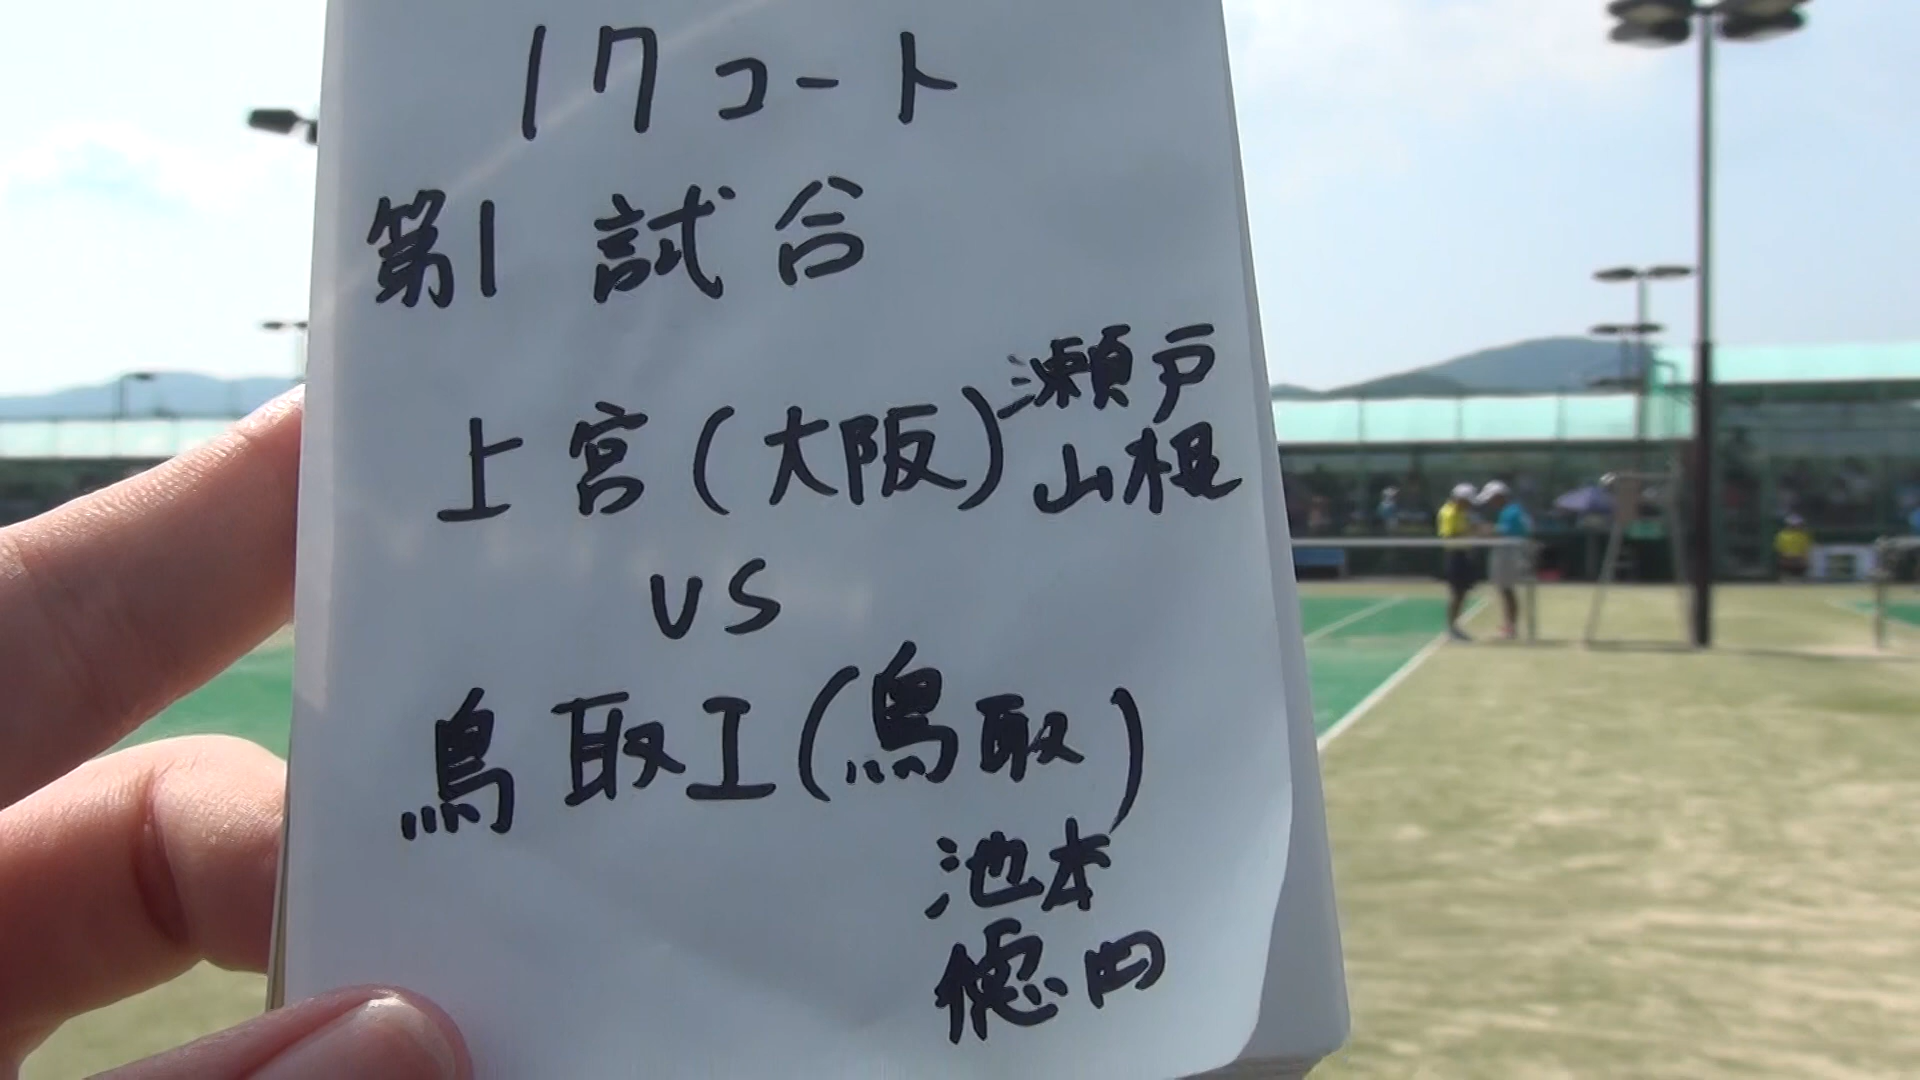 17コート
第1試合
上宮(大阪)瀬戸
山根
VS
鳥取工(鳥取)
池本
徳田